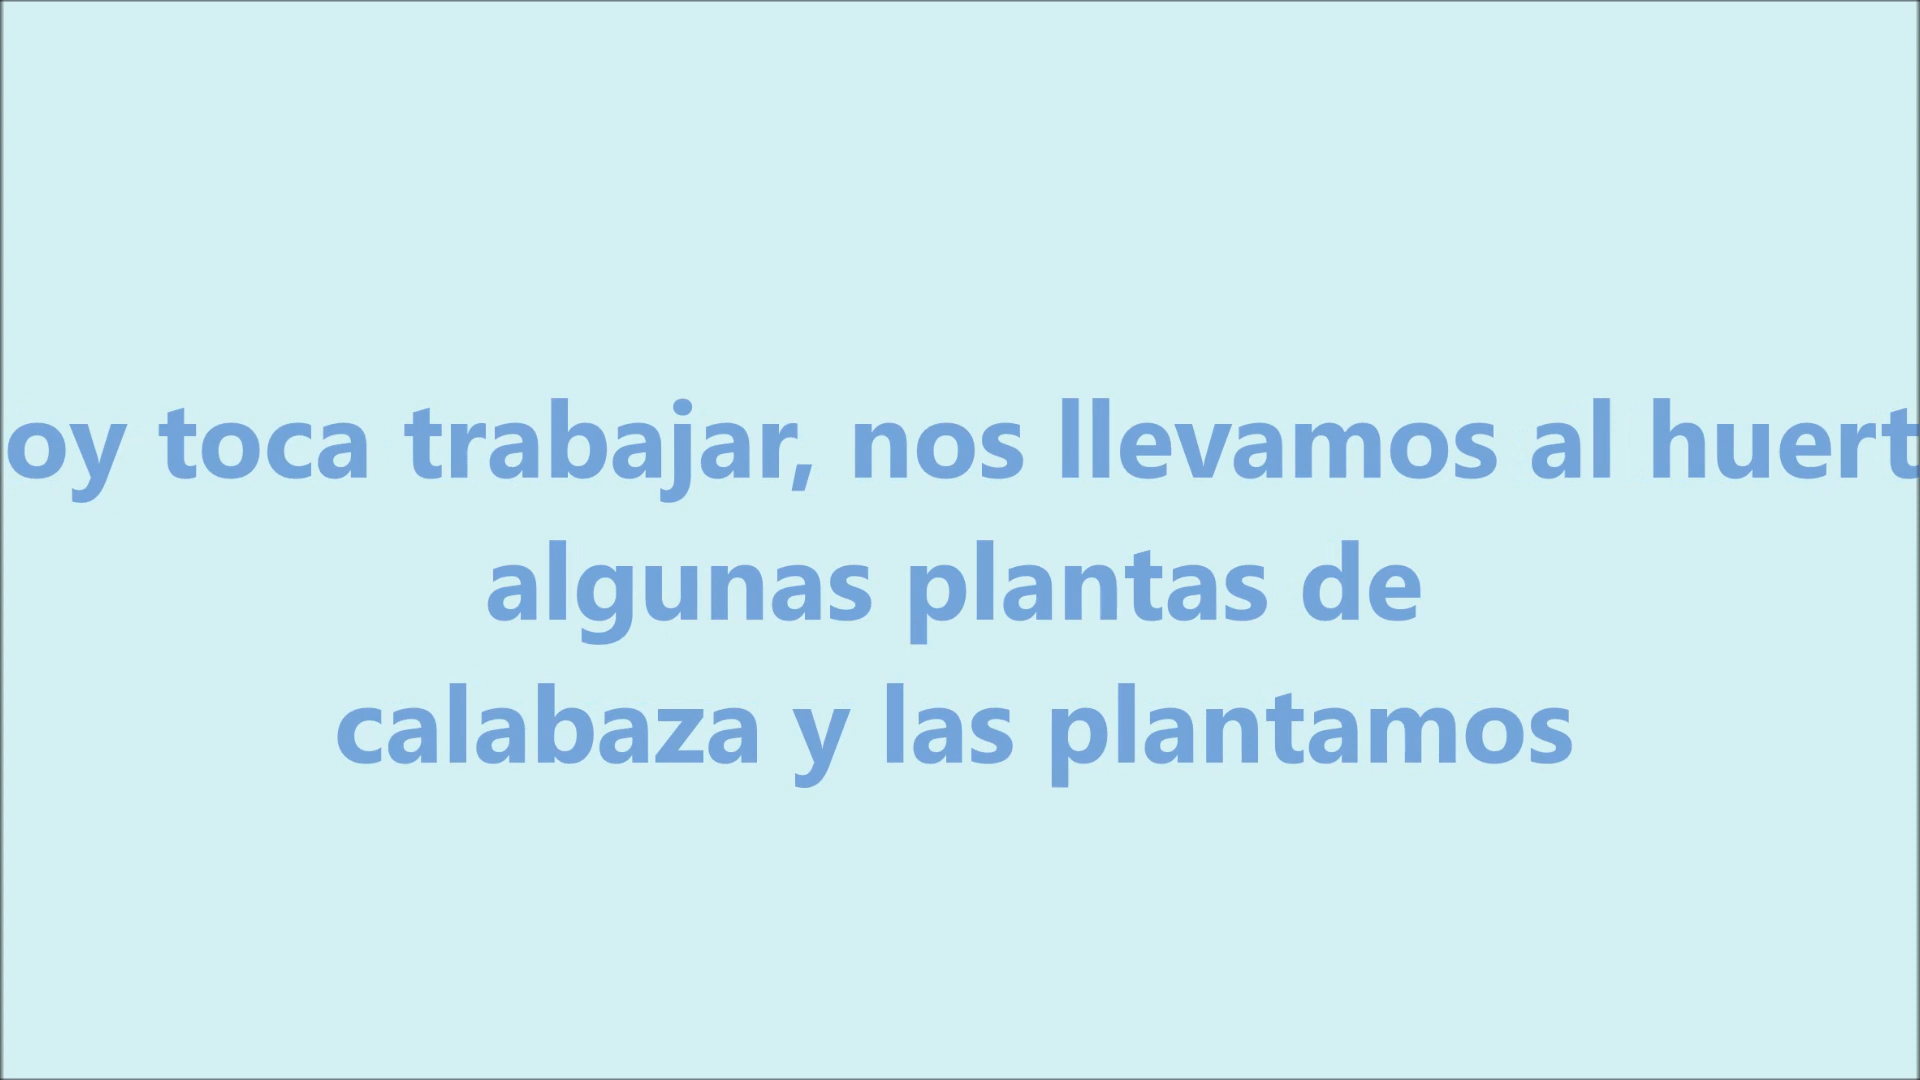 oy toca trabajar, nos llevamos al huert
algunas plantas de
calabaza y las plantamos